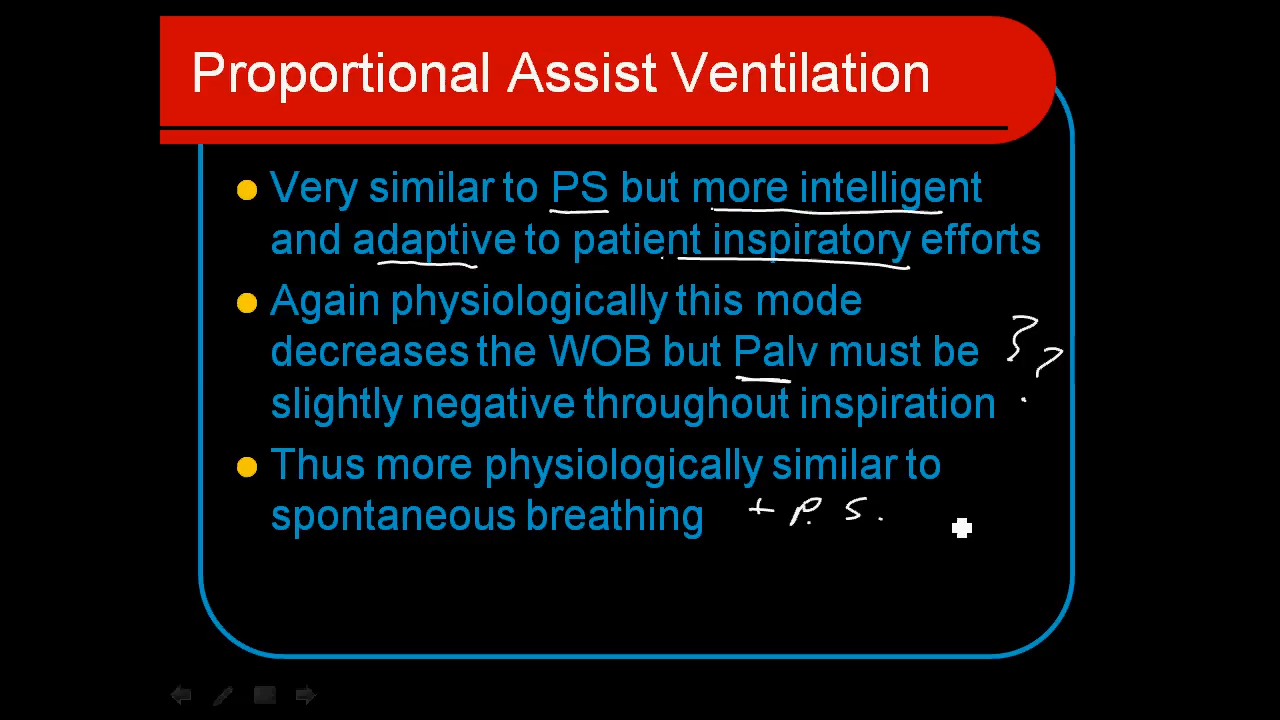 Proportional Assist Ventilation
Very similar to PS but more intelligent
and adaptive to patient inspiratory efforts
Again physiologically this mode
decreases the WOB but Palv must be
slightly negative throughout inspiration
??
Thus more physiologically similar to
spontaneous breathing + P. S.